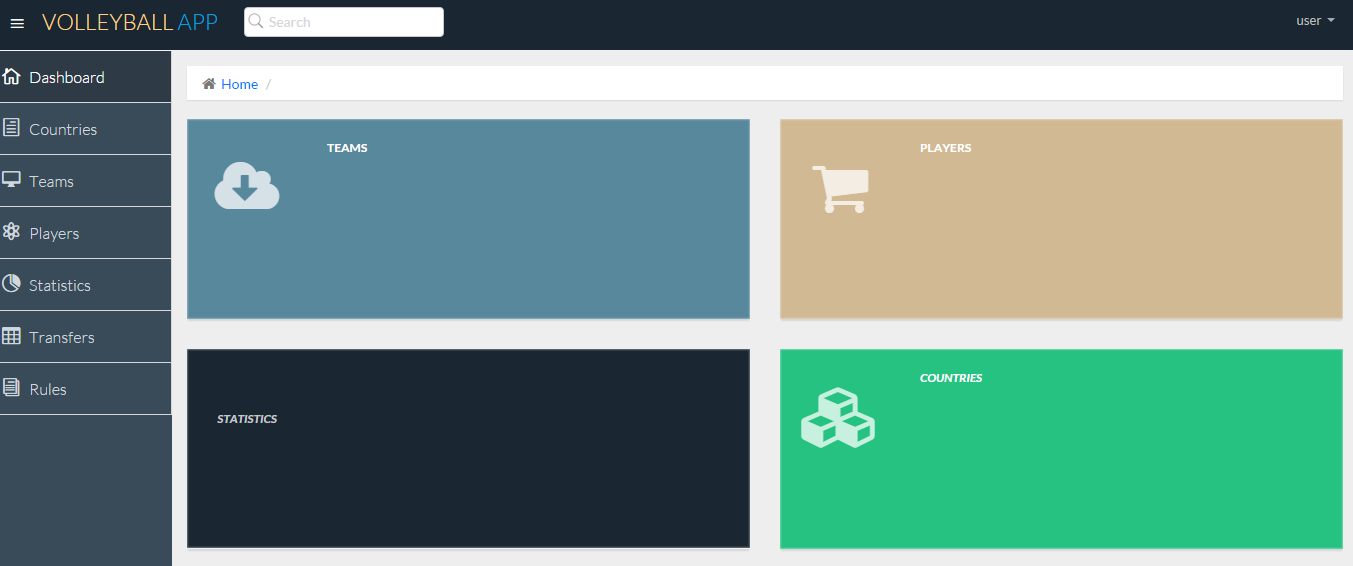 VOLLEYBALL APP
Search
user
Dashboard
Countries
Teams
Players
Statistics
Transfers
Rules
Home /
TEAMS
PLAYERS
STATISTICS
COUNTRIES